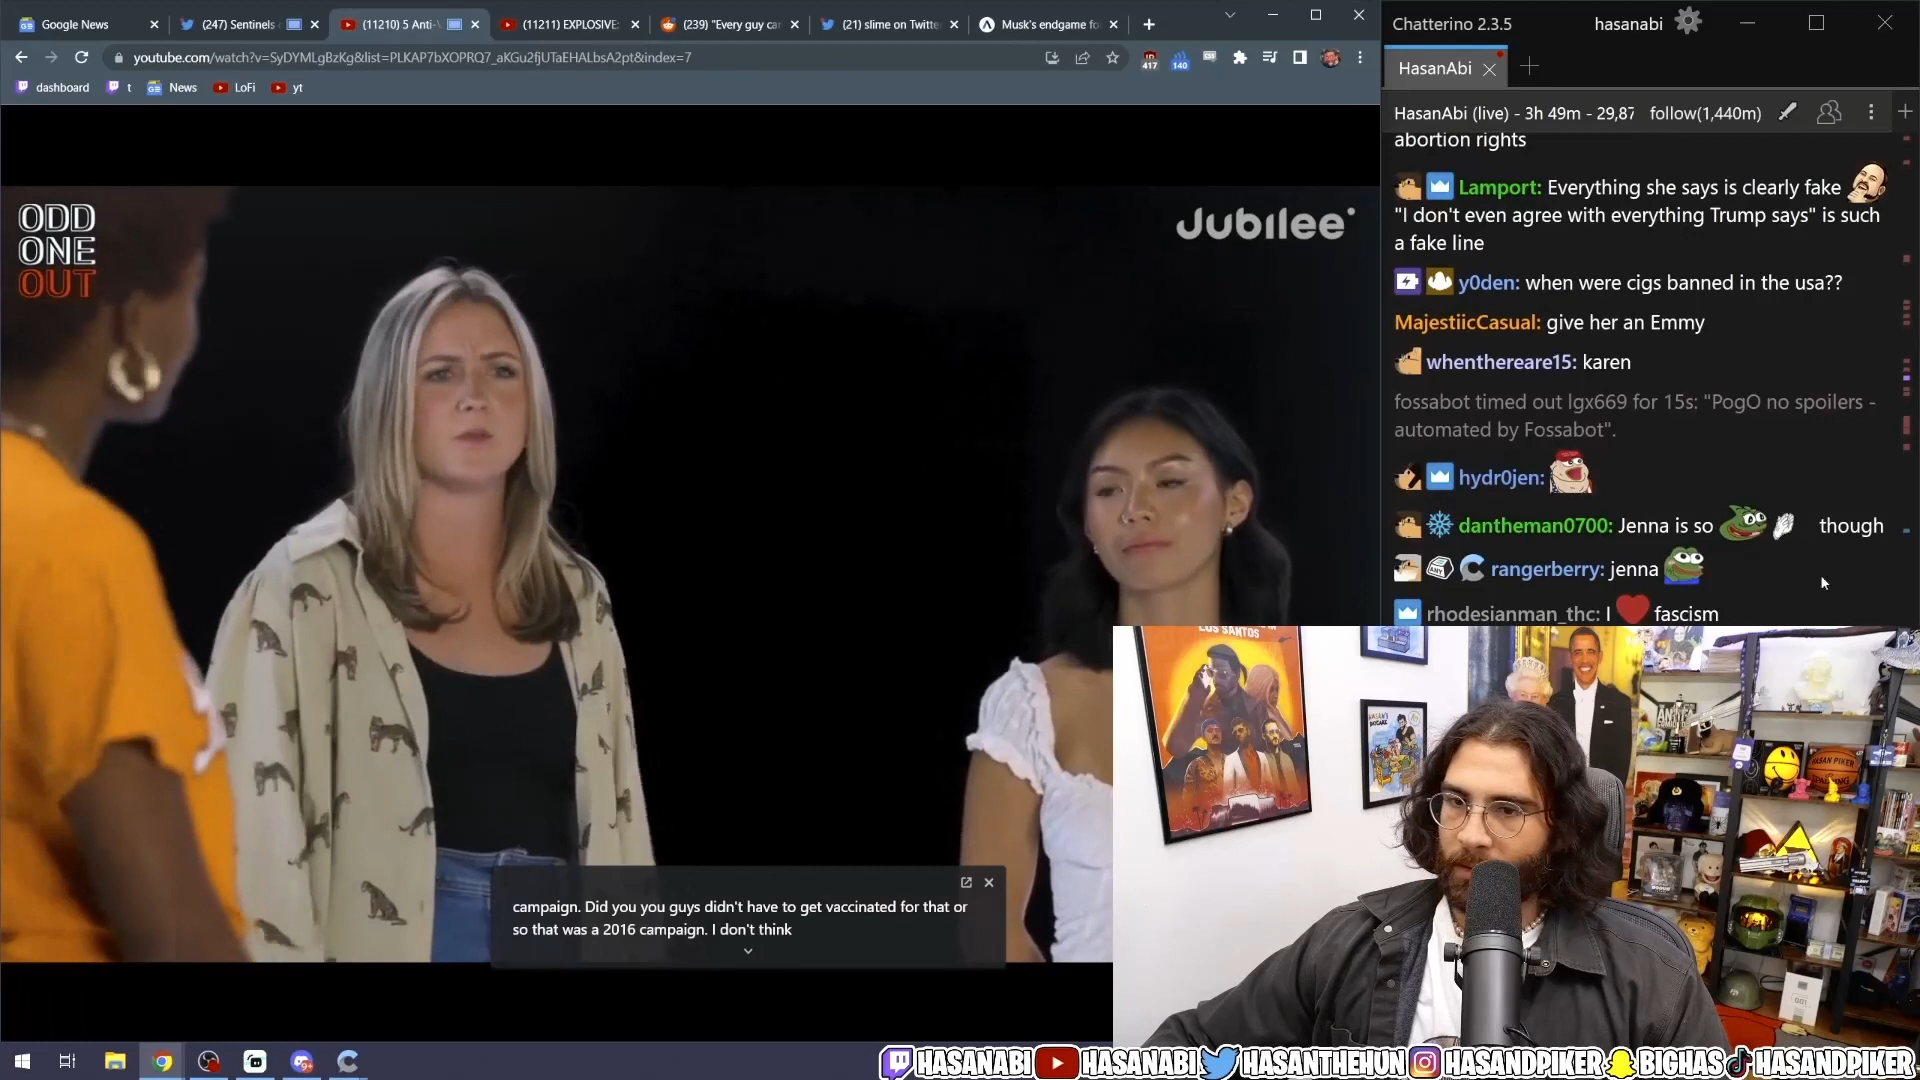 Google News
(247) Sentinels
(11210) 5 Anti-
(11211) EXPLOSIVE:
(239) "Every guy car
(21) slime on Twitte
Musk's endgame fo
youtube.com/watch?v=SyDYMLgBzKg&list=PLKAP7bXOPRQ7_aKGu2fjUTaEHALbsA2pt&index=7
417
140
dashboard
t
News
LoFi
yt
ODD
ONE
OUT
Jubilee
campaign. Did you you guys didn't have to get vaccinated for that or
so that was a 2016 campaign. I don't think
Chatterino 2.3.5
hasanabi
HasanAbi
HasanAbi (live) - 3h 49m - 29,87
follow(1,440m)
abortion rights
Lamport: Everything she says is clearly fake
"I don't even agree with everything Trump says" is such
a fake line
y0den: when were cigs banned in the usa??
MajesticCasual: give her an Emmy
whenthereare15: karen
fossabot timed out lgx669 for 15s: "PogO no spoilers -
automated by Fossabot".
hydr0jen:
dantheman0700: Jenna is so though
rangerberry: jenna
rhodesianman_thc: I fascism
LOS SANTOS
HASAN PIKER
HASANABI
HASANABI
HASANTHEHUN
HASANDPIKER
BIGHAS
HASANDPIKER